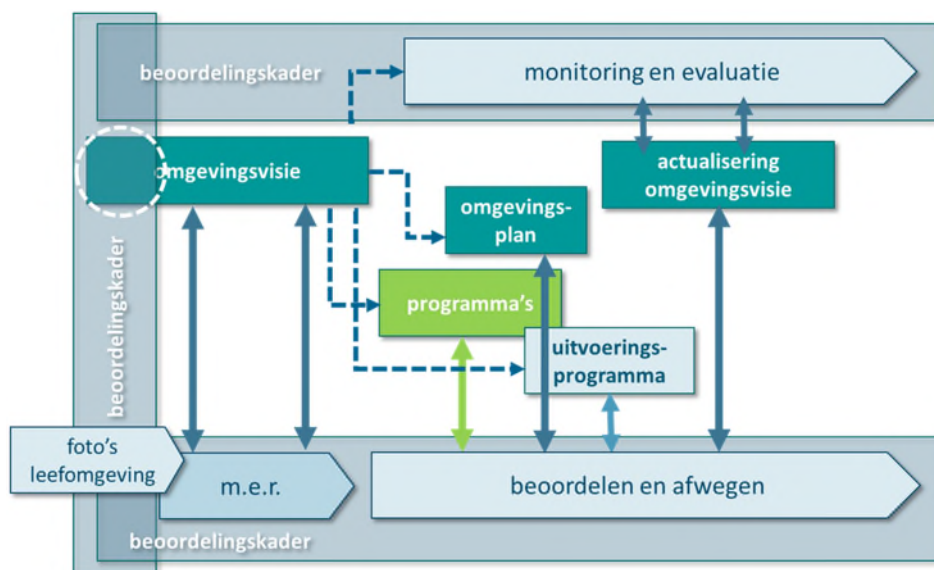 beoordelingskader
monitoring en evaluatie
omgevingsvisie
actualisering
omgevingsvisie
omgevings-
plan
programma's
uitvoerings-
programma
beoordelingskader
foto's
leefomgeving
m.e.r.
beoordelen en afwegen
beoordelingskader